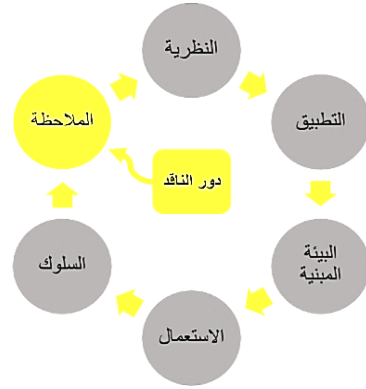 النظرية
التطبيق
البيئة
المبنية
الاستعمال
السلوك
الملاحظة
دور الناقد